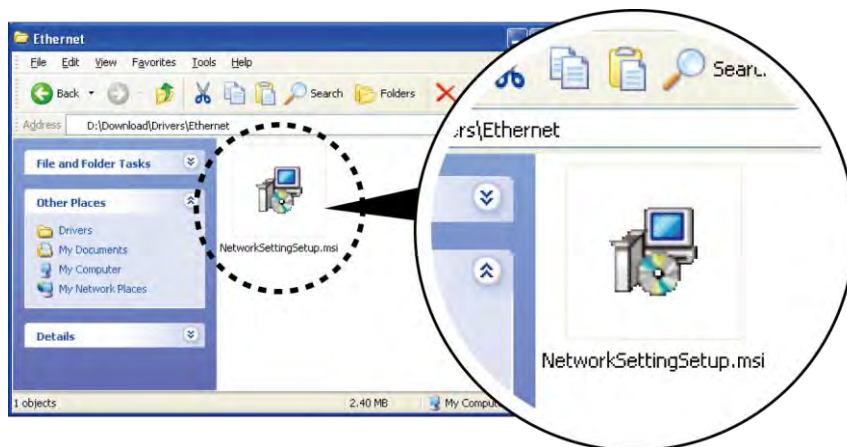 Ethernet
File Edit View Favorites Tools Help
Back Search Folders
Address D:\Download\Drivers\Ethernet
File and Folder Tasks
Other Places
Drivers
My Documents
My Computer
My Network Places
Details
NetworkSettingSetup.msi
1 objects 2.40 MB My Compu
Sear
rs\Ethernet
NetworkSettingSetup.msi